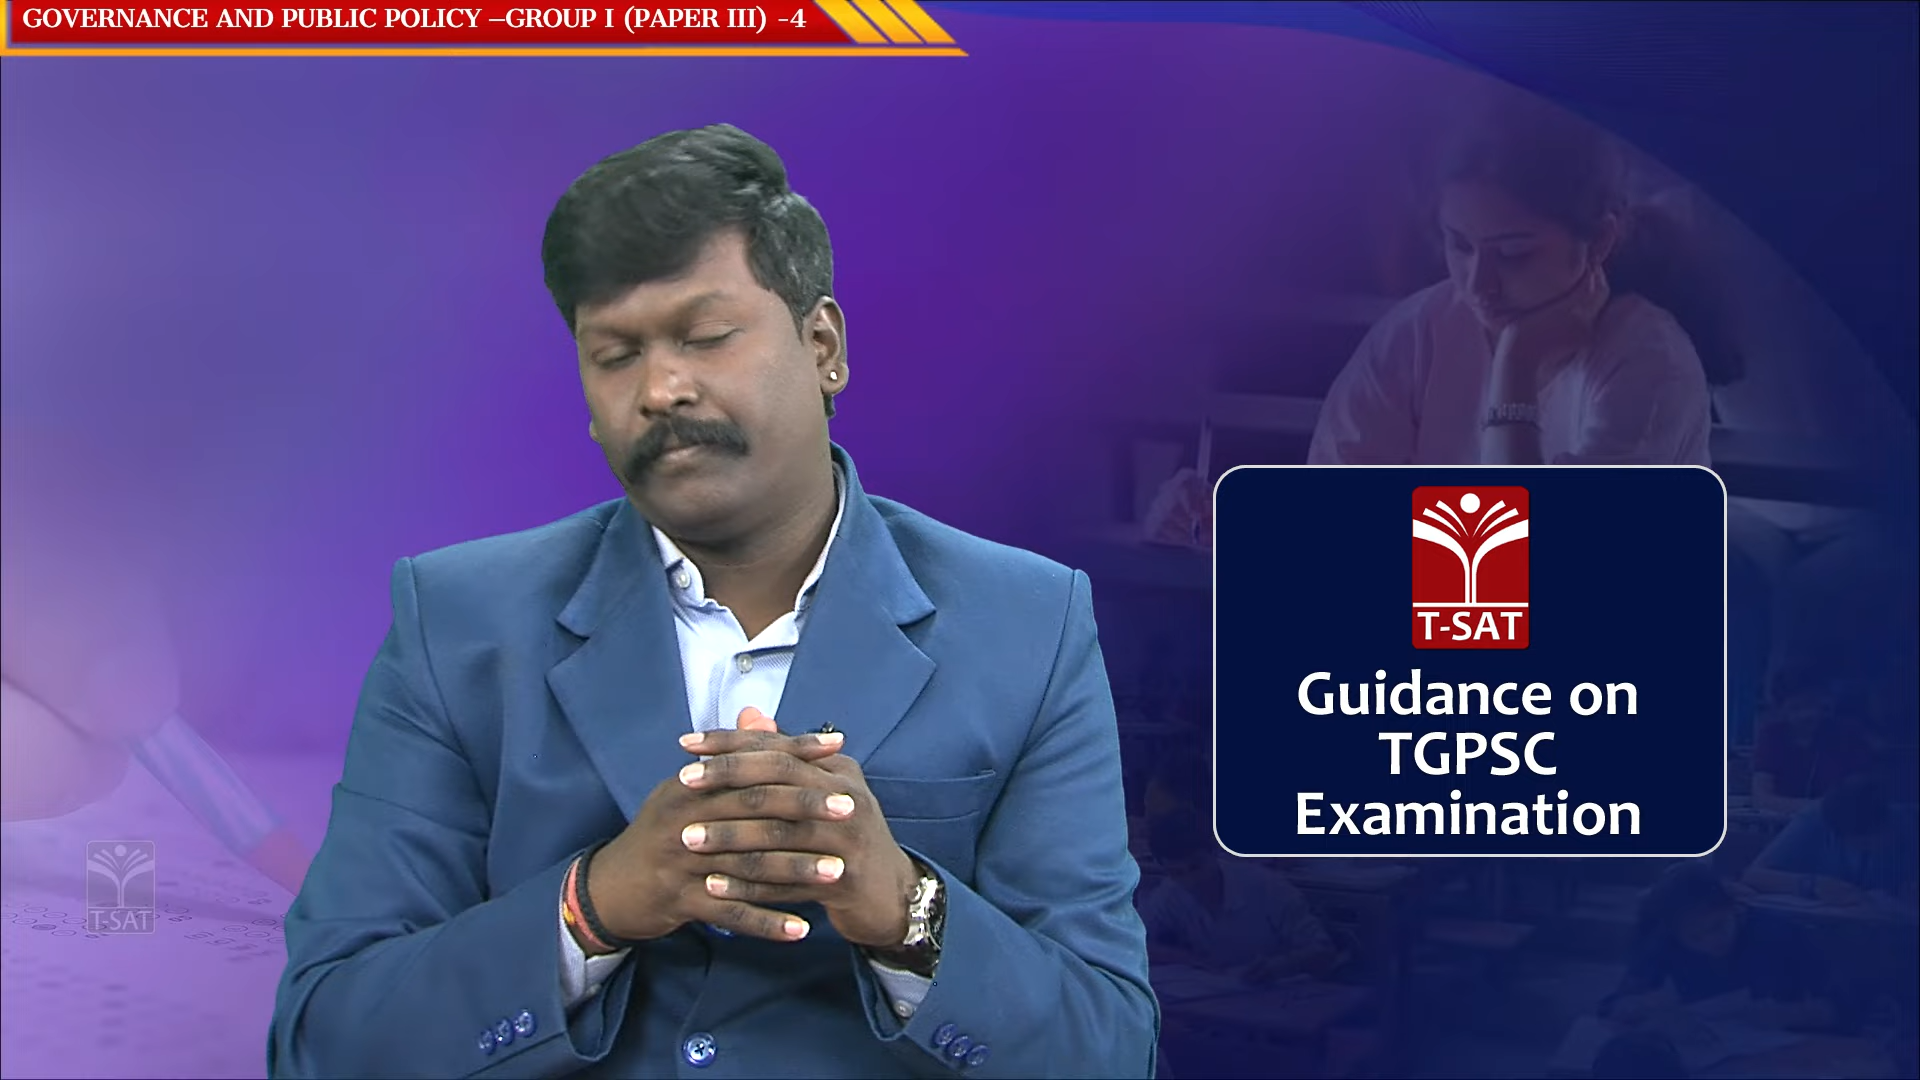 GOVERNANCE AND PUBLIC POLICY –GROUP I (PAPER III) -4
T-SAT
Guidance on
TGPSC
Examination
T-SAT